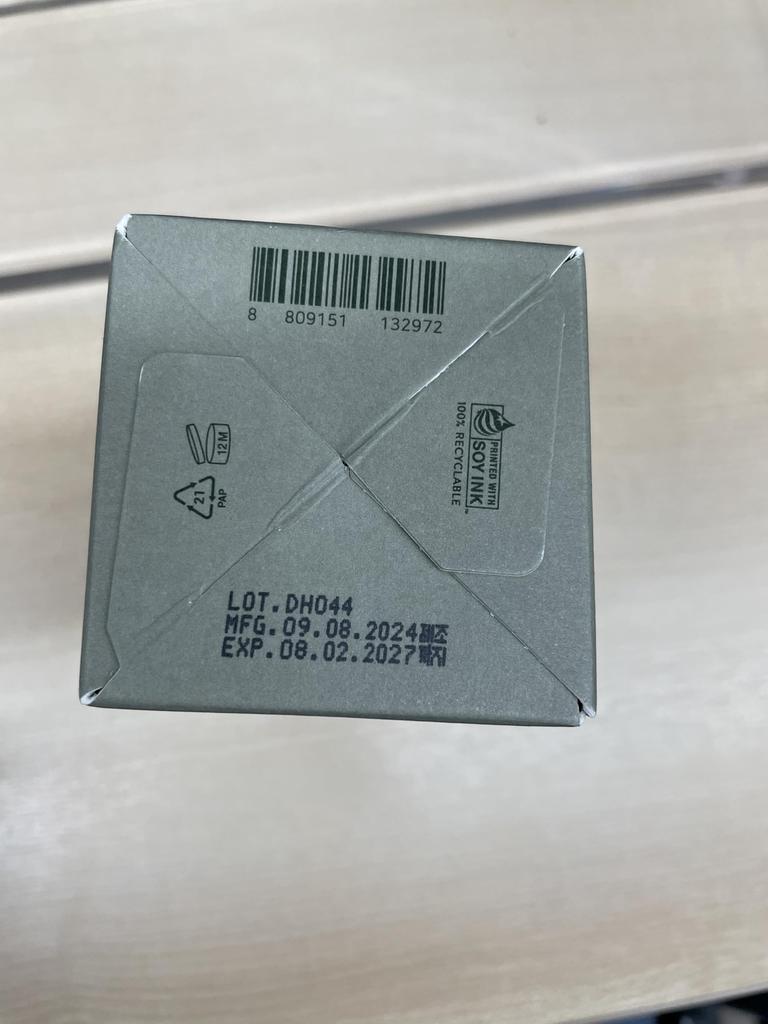 8 809151 132972
12M
21
PAP
PRINTED WITH
SOY INK™
100% RECYCLABLE
LOT.DH044
MFG.09.08.2024제조
EXP.08.02.2027까지